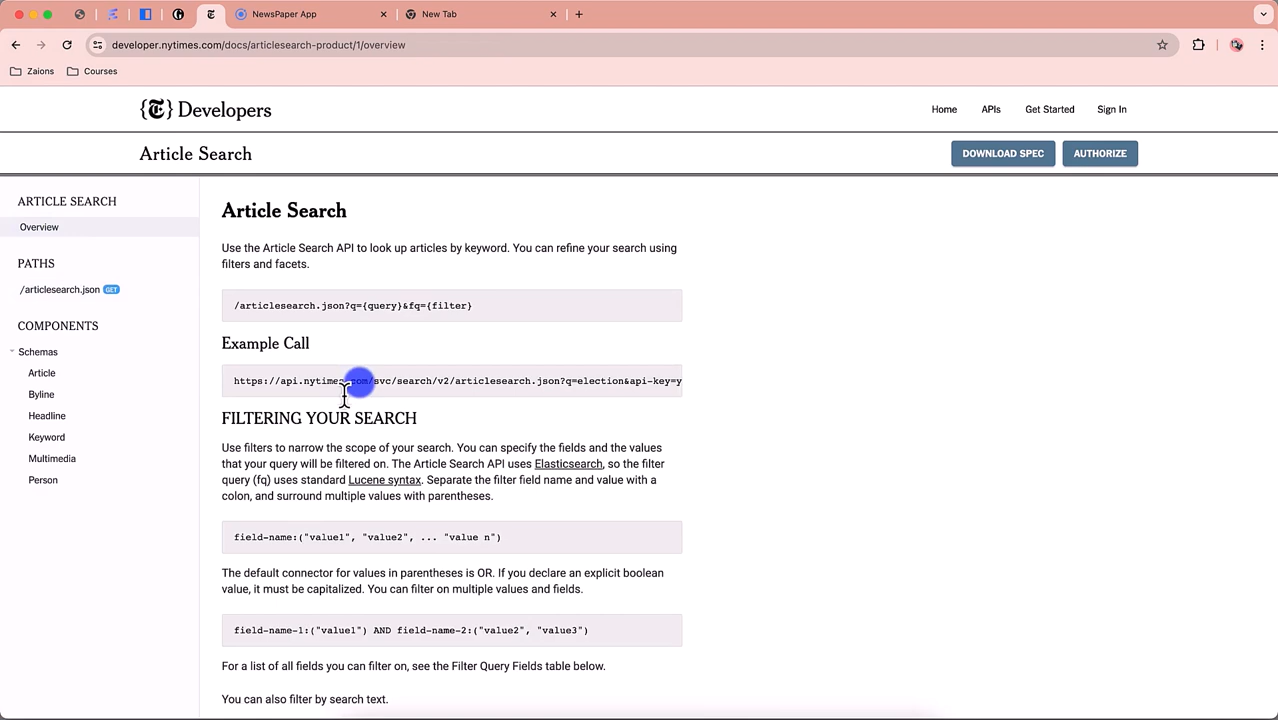 NewsPaper App
New Tab
developer.nytimes.com/docs/articlesearch-product/1/overview
Zaions
Courses
{T} Developers
Home
APIs
Get Started
Sign In
Article Search
DOWNLOAD SPEC
AUTHORIZE
ARTICLE SEARCH
Overview
PATHS
/articlesearch.json GET
COMPONENTS
Schemas
Article
Byline
Headline
Keyword
Multimedia
Person
Article Search
Use the Article Search API to look up articles by keyword. You can refine your search using
filters and facets.
/articlesearch.json?q={query}&fq={filter}
Example Call
https://api.nytimes.com/svc/search/v2/articlesearch.json?q=election&api-key=y
FILTERING YOUR SEARCH
Use filters to narrow the scope of your search. You can specify the fields and the values
that your query will be filtered on. The Article Search API uses Elasticsearch, so the filter
query (fq) uses standard Lucene syntax. Separate the filter field name and value with a
colon, and surround multiple values with parentheses.
field-name:("value1", "value2", ... "value n")
The default connector for values in parentheses is OR. If you declare an explicit boolean
value, it must be capitalized. You can filter on multiple values and fields.
field-name-1:("value1") AND field-name-2:("value2", "value3")
For a list of all fields you can filter on, see the Filter Query Fields table below.
You can also filter by search text.